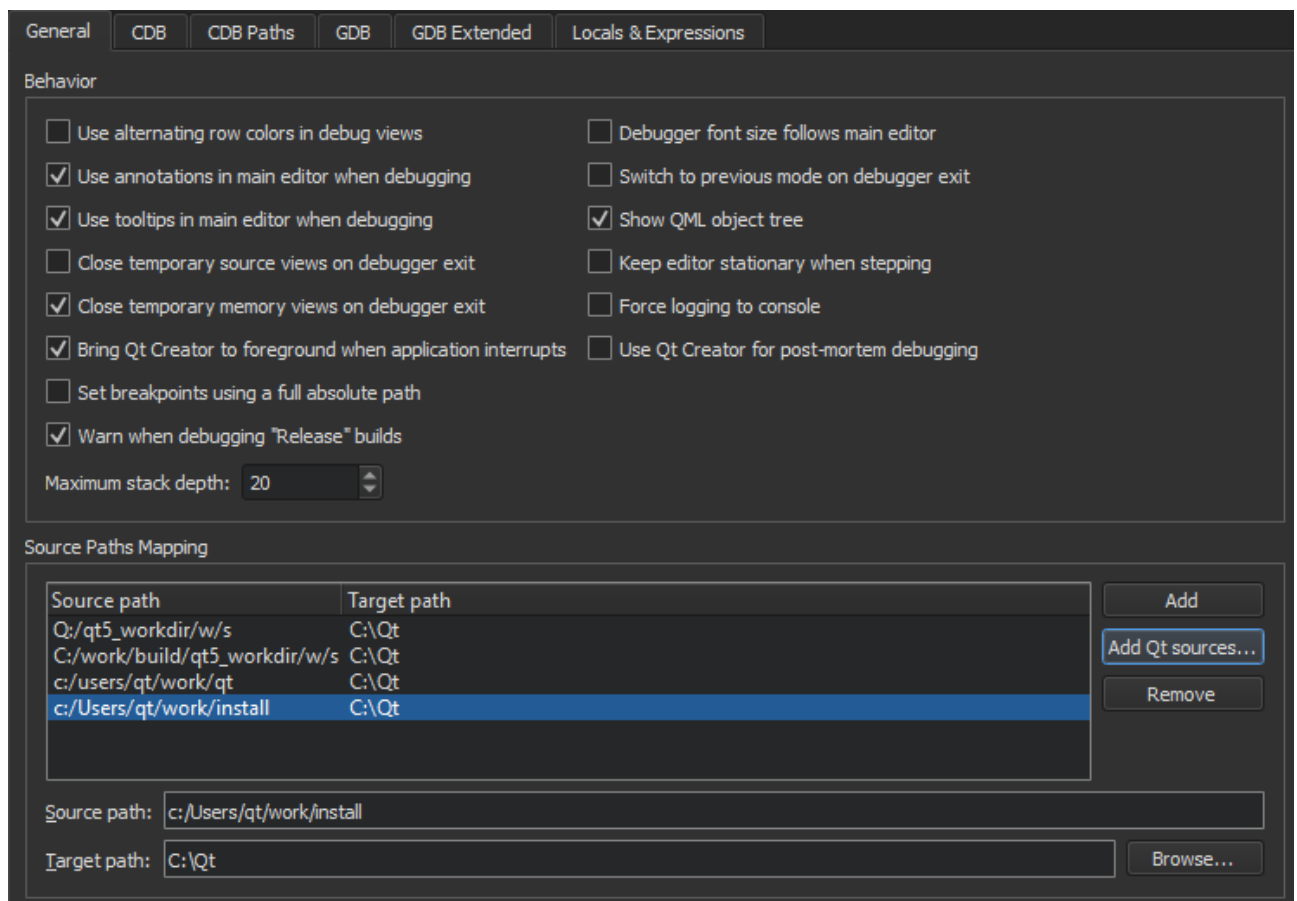 General CDB CDB Paths GDB GDB Extended Locals & Expressions
Behavior
Use alternating row colors in debug views
Debugger font size follows main editor
Use annotations in main editor when debugging
Switch to previous mode on debugger exit
Use tooltips in main editor when debugging
Show QML object tree
Close temporary source views on debugger exit
Keep editor stationary when stepping
Close temporary memory views on debugger exit
Force logging to console
Bring Qt Creator to foreground when application interrupts
Use Qt Creator for post-mortem debugging
Set breakpoints using a full absolute path
Warn when debugging "Release" builds
Maximum stack depth: 20
Source Paths Mapping
Source path Target path
Q:/qt5_workdir/w/s C:\Qt
C:/work/build/qt5_workdir/w/s C:\Qt
c:/users/qt/work/qt C:\Qt
c:/Users/qt/work/install C:\Qt
Add
Add Qt sources...
Remove
Source path: c:/Users/qt/work/install
Target path: C:\Qt
Browse...